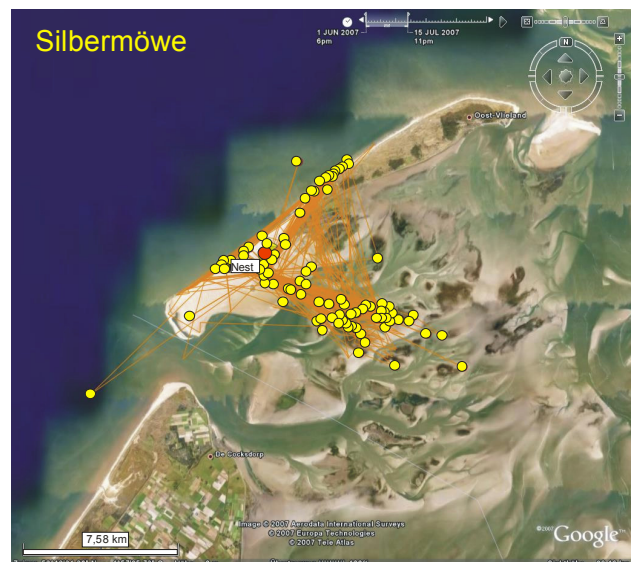 Silbermöwe
1 JUN 2007
6pm
15 JUL 2007
11pm
N
Oost-Vlieland
Nest
De Cocksdorp
7,58 km
Image © 2007 Aerodata International Surveys
© 2007 Europa Technologies
© 2007 Tele Atlas
© 2007 Google™